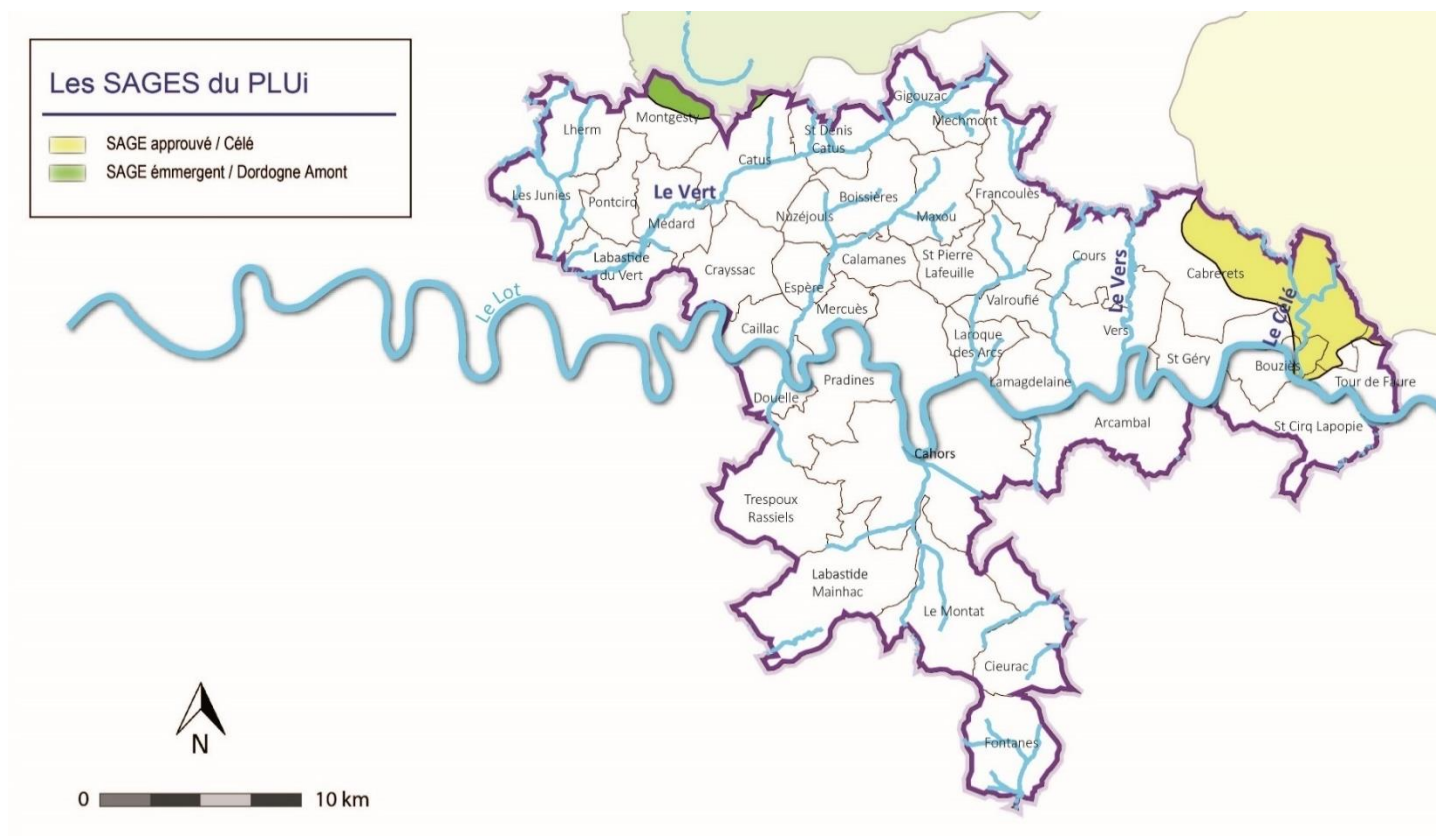 Les SAGES du PLUi
SAGE approuvé / Célé
SAGE émmergent / Dordogne Amont
Gigouzac
Mechmont
Montgesty
Lherm
St Denis
Catus
Catus
Les Junies
Pontcirq
Le Vert
Boissières
Francoulès
Nuzéjouls
Maxou
Médard
Labastide
du Vert
Crayssac
Calamanes
St Pierre
Lafeuille
Cours
Le Vers
Cabrerets
Espère
Mercuès
Valroufié
Le Lot
Caillac
Laroque
des Arcs
Vers
St Géry
Le Célé
Bouziès
Tour de Faure
Pradines
Lamagdelaine
Douelle
Arcambal
St Cirq Lapopie
Cahors
Trespoux
Rassiels
Labastide
Mainhac
Le Montat
Cieurac
Fontanes
N
0 10 km